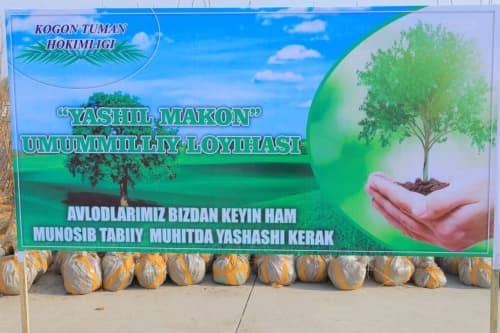 KOGON TUMAN
HOKIMLIGI
“YASHIL MAKON”
UMUMMILLIY LOYIHASI
AVLODLARIMIZ BIZDAN KEYIN HAM
MUNOSIB TABIIY MUHITDA YASHASHI KERAK